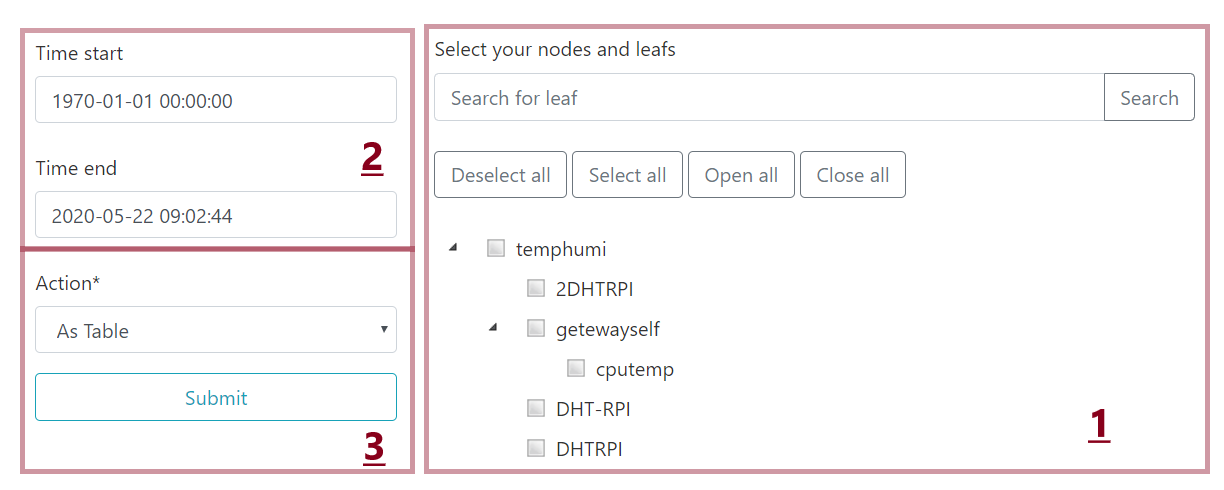 Time start
1970-01-01 00:00:00
2
Time end
2020-05-22 09:02:44
Action*
As Table
Submit
3
Select your nodes and leafs
Search for leaf Search
Deselect all Select all Open all Close all
temphumi
2DHTRPI
getewayself
cputemp
DHT-RPI
DHTRPI
1